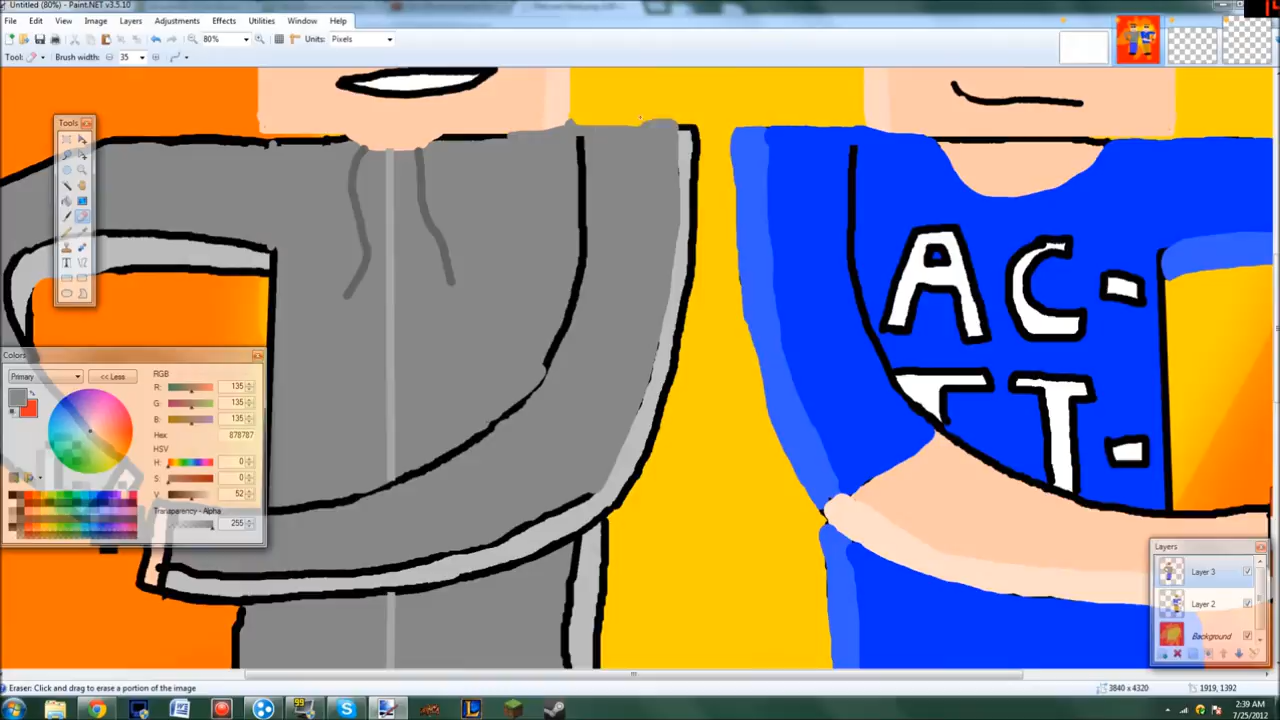 Untitled (80%) - Paint.NET v3.5.10
File Edit View Image Layers Adjustments Effects Utilities Window Help
80% Units: Pixels
Tool: Brush width: 35
Tools
AC-
T-
Colors
Primary << Less
RGB
R: 135
G: 135
B: 135
Hex: 878787
HSV
H: 0
S: 0
V: 52
Transparency - Alpha
255
Layers
Layer 3
Layer 2
Background
Eraser: Click and drag to erase a portion of the image
3840 x 4320
1919, 1392
99
W
S
L
2:39 AM
7/25/2012